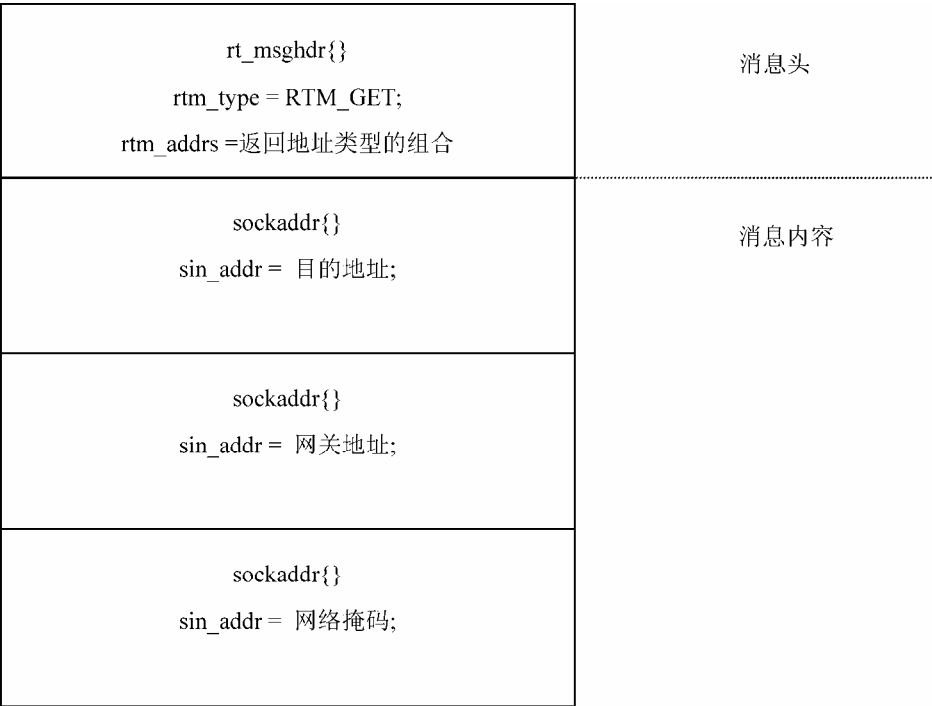 rt_msghdr{}
消息头
rtm_type = RTM_GET;
rtm_addrs =返回地址类型的组合
sockaddr{}
消息内容
sin_addr = 目的地址;
sockaddr{}
sin_addr = 网关地址;
sockaddr{}
sin_addr = 网络掩码;